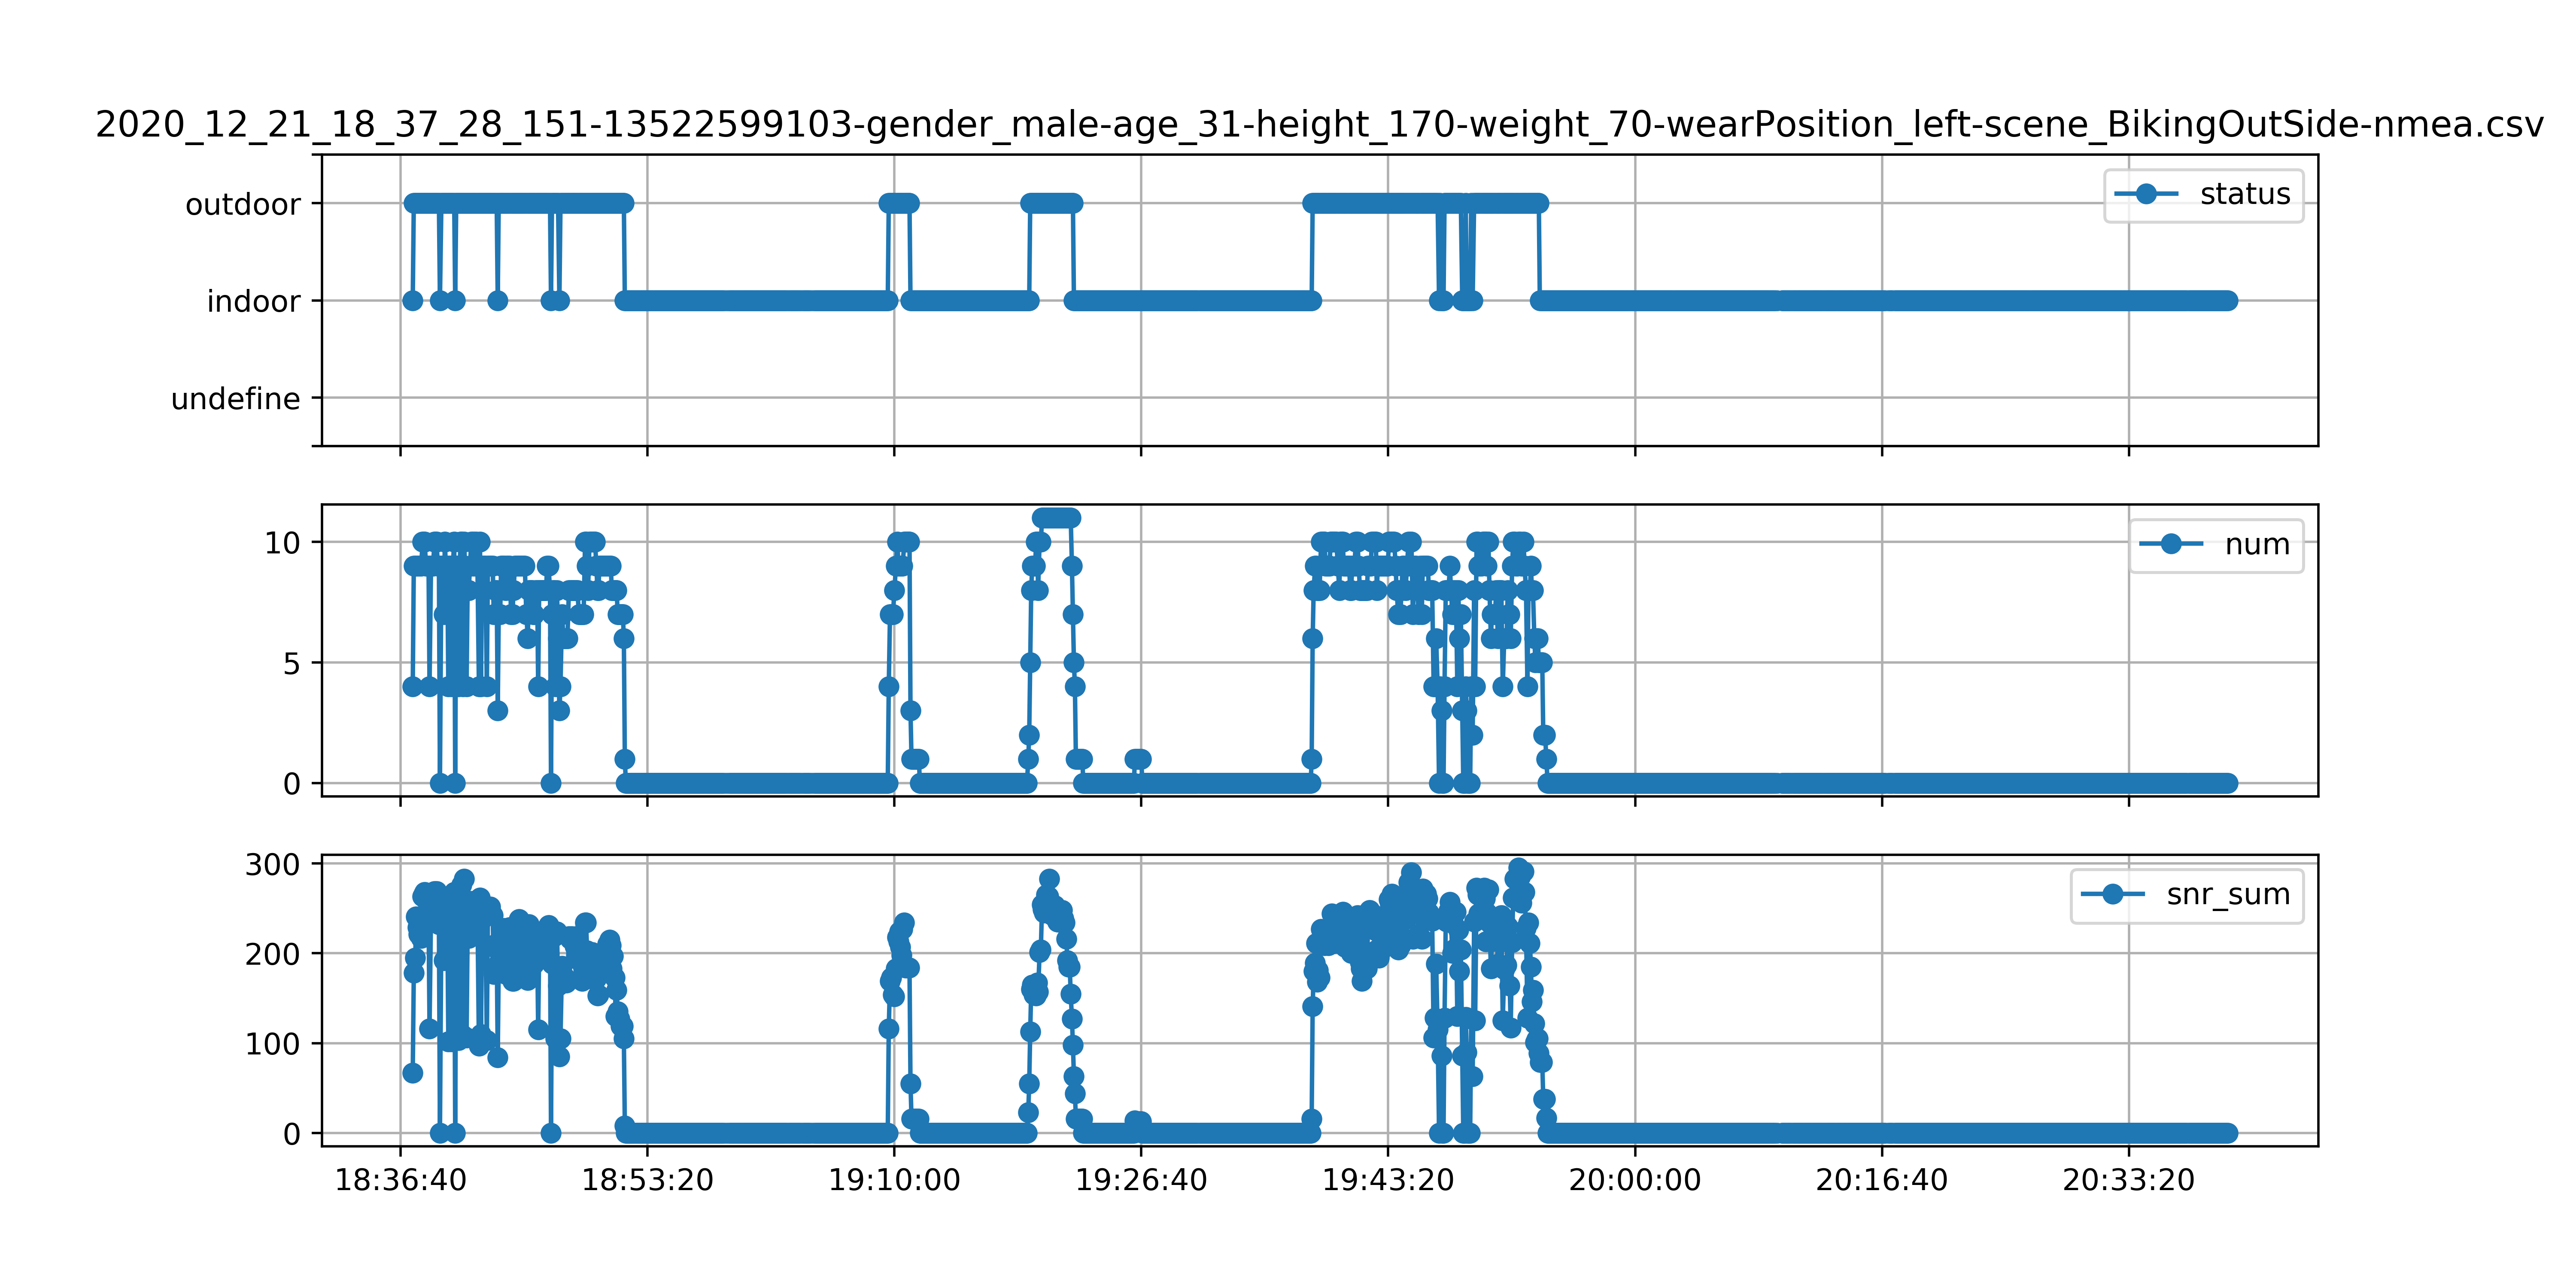 2020_12_21_18_37_28_151-13522599103-gender_male-age_31-height_170-weight_70-wearPosition_left-scene_BikingOutSide-nmea.csv
outdoor
indoor
undefine
status
10
5
0
num
300
200
100
0
snr_sum
18:36:40 18:53:20 19:10:00 19:26:40 19:43:20 20:00:00 20:16:40 20:33:20